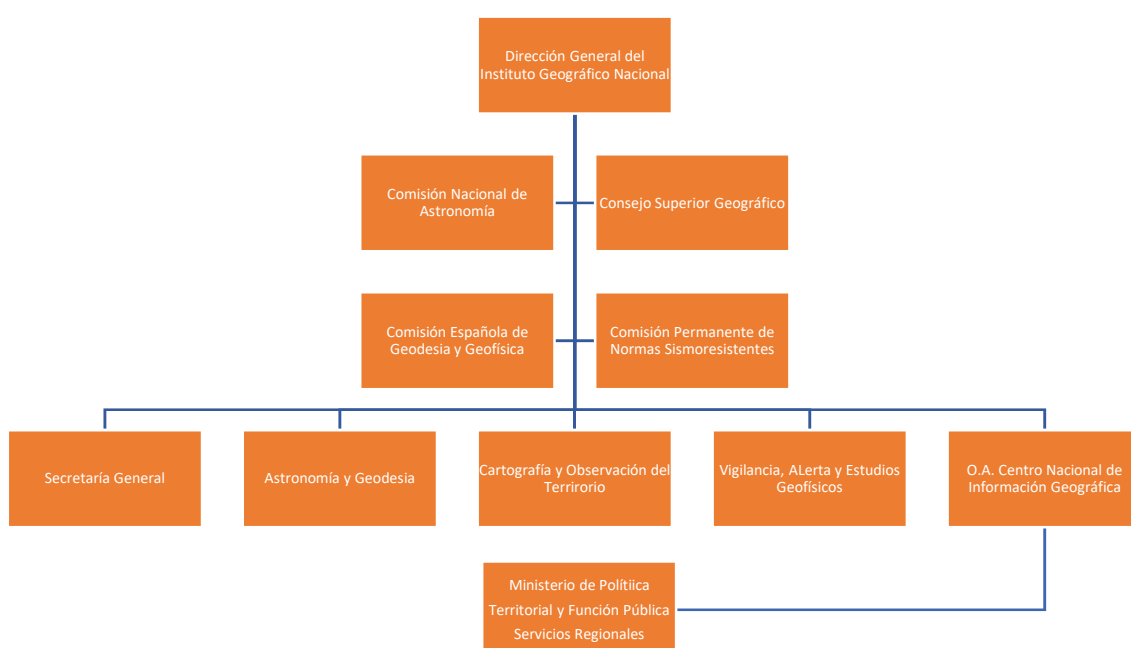 Dirección General del
Instituto Geográfico Nacional
Comisión Nacional de
Astronomía
Consejo Superior Geográfico
Comisión Española de
Geodesia y Geofísica
Comisión Permanente de
Normas Sismoresistentes
Secretaría General
Astronomía y Geodesia
Cartografía y Observación del
Terrirorio
Vigilancia, ALerta y Estudios
Geofísicos
O.A. Centro Nacional de
Información Geográfica
Ministerio de Polítiica
Territorial y Función Pública
Servicios Regionales